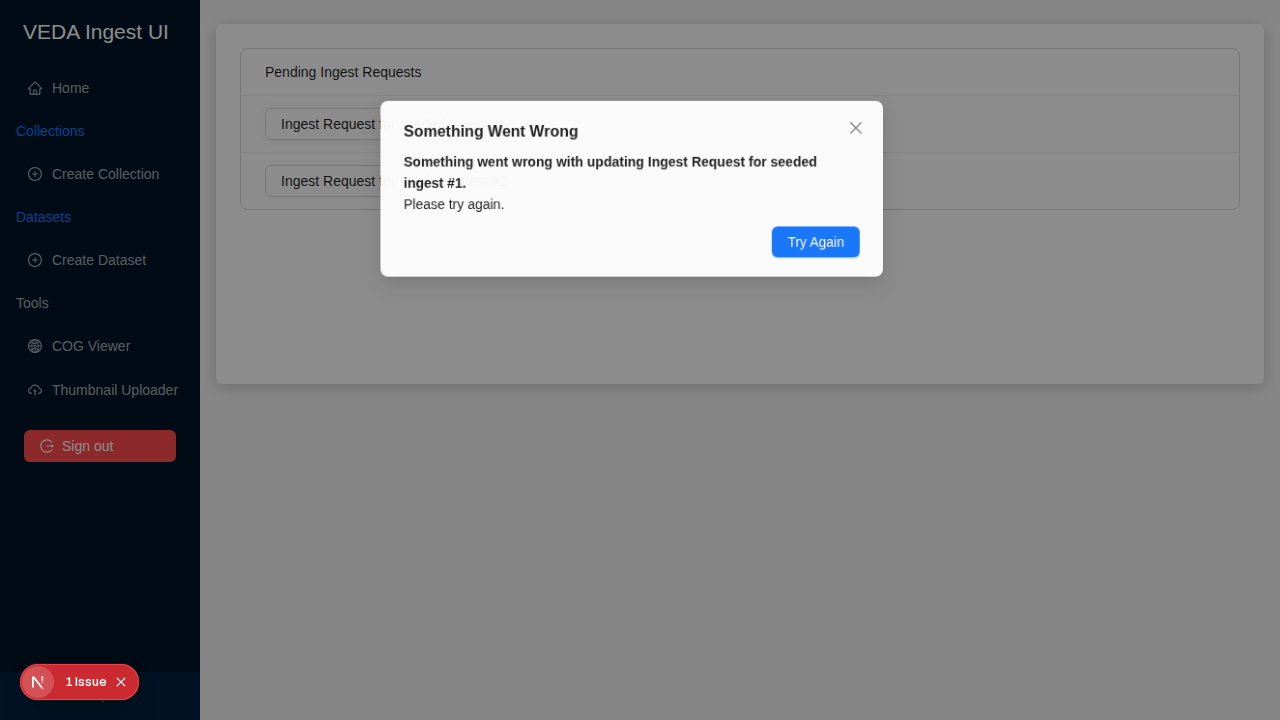 VEDA Ingest UI
Home
Collections
Create Collection
Datasets
Create Dataset
Tools
COG Viewer
Thumbnail Uploader
Sign out
1 Issue
Pending Ingest Requests
Ingest Request
Ingest Request
Something Went Wrong
Something went wrong with updating Ingest Request for seeded
ingest #1.
Please try again.
Try Again